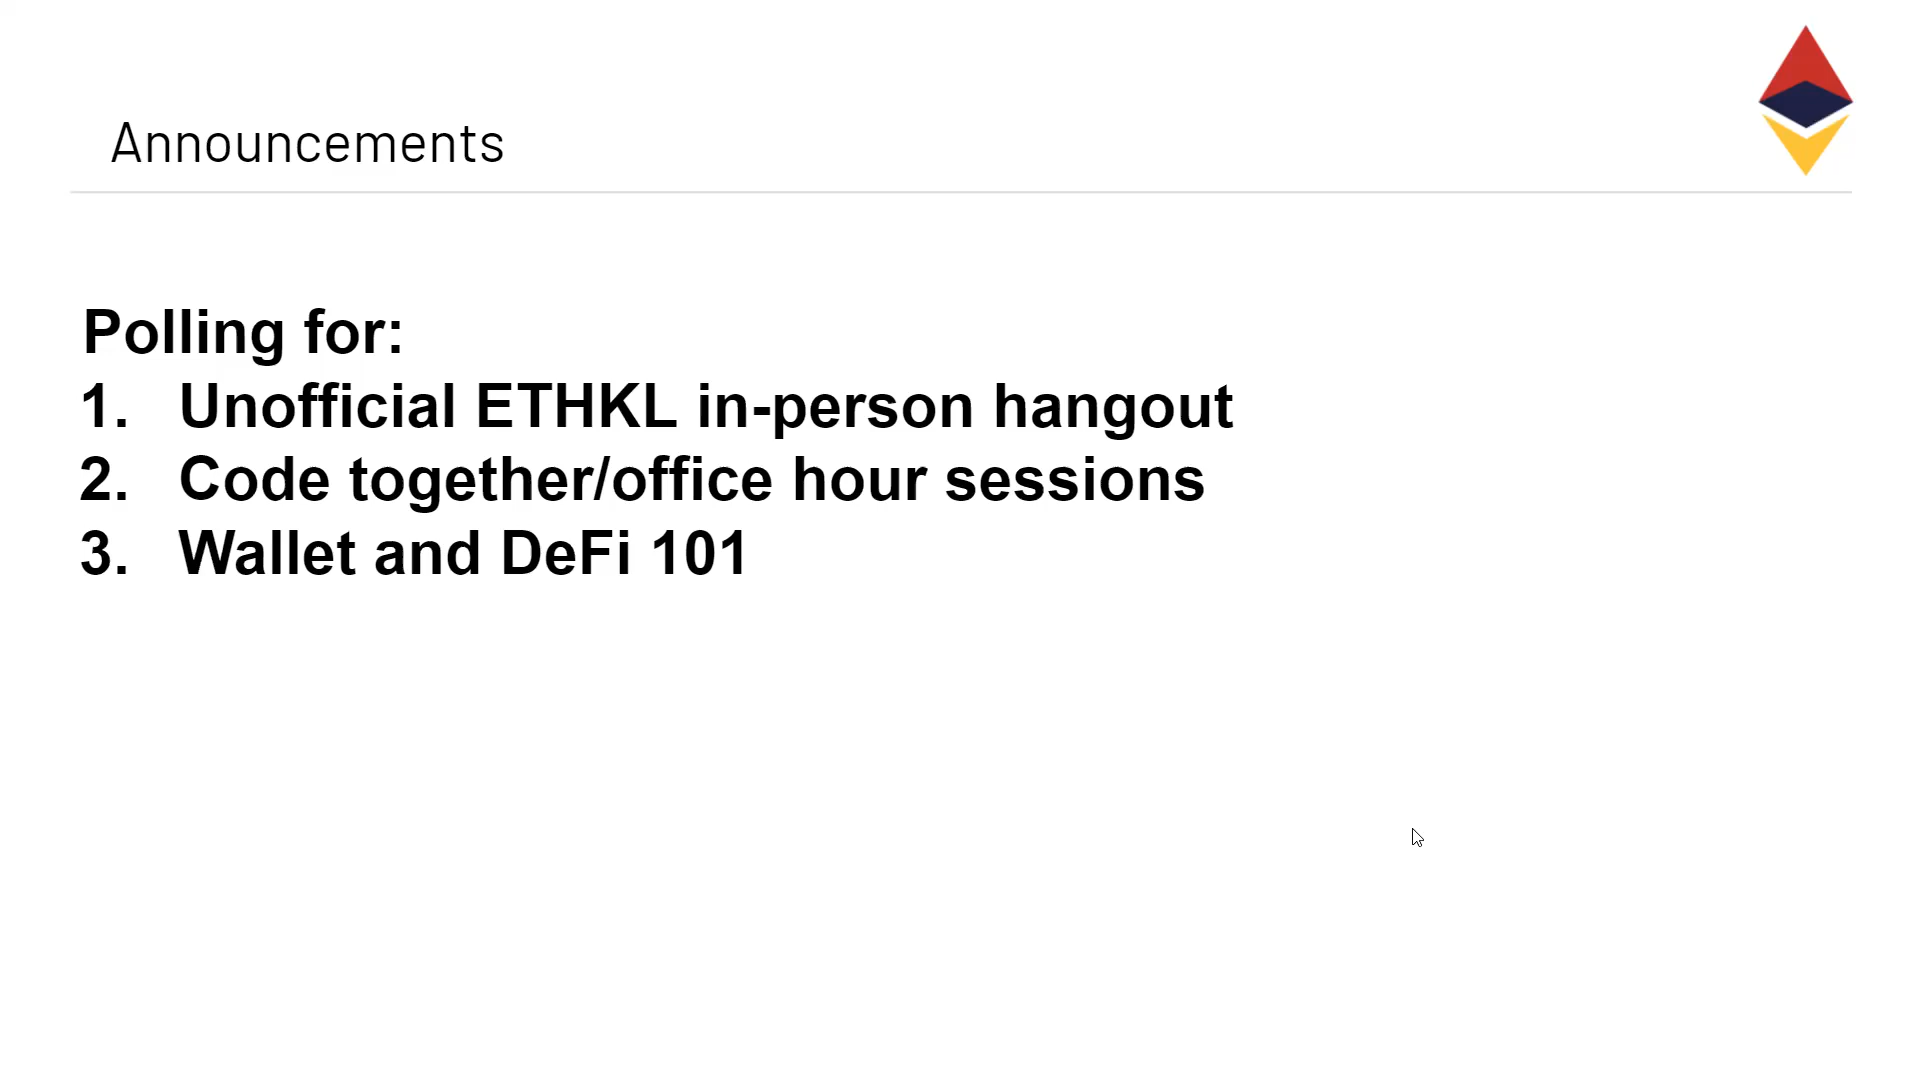 Announcements
Polling for:
1. Unofficial ETHKL in-person hangout
2. Code together/office hour sessions
3. Wallet and DeFi 101